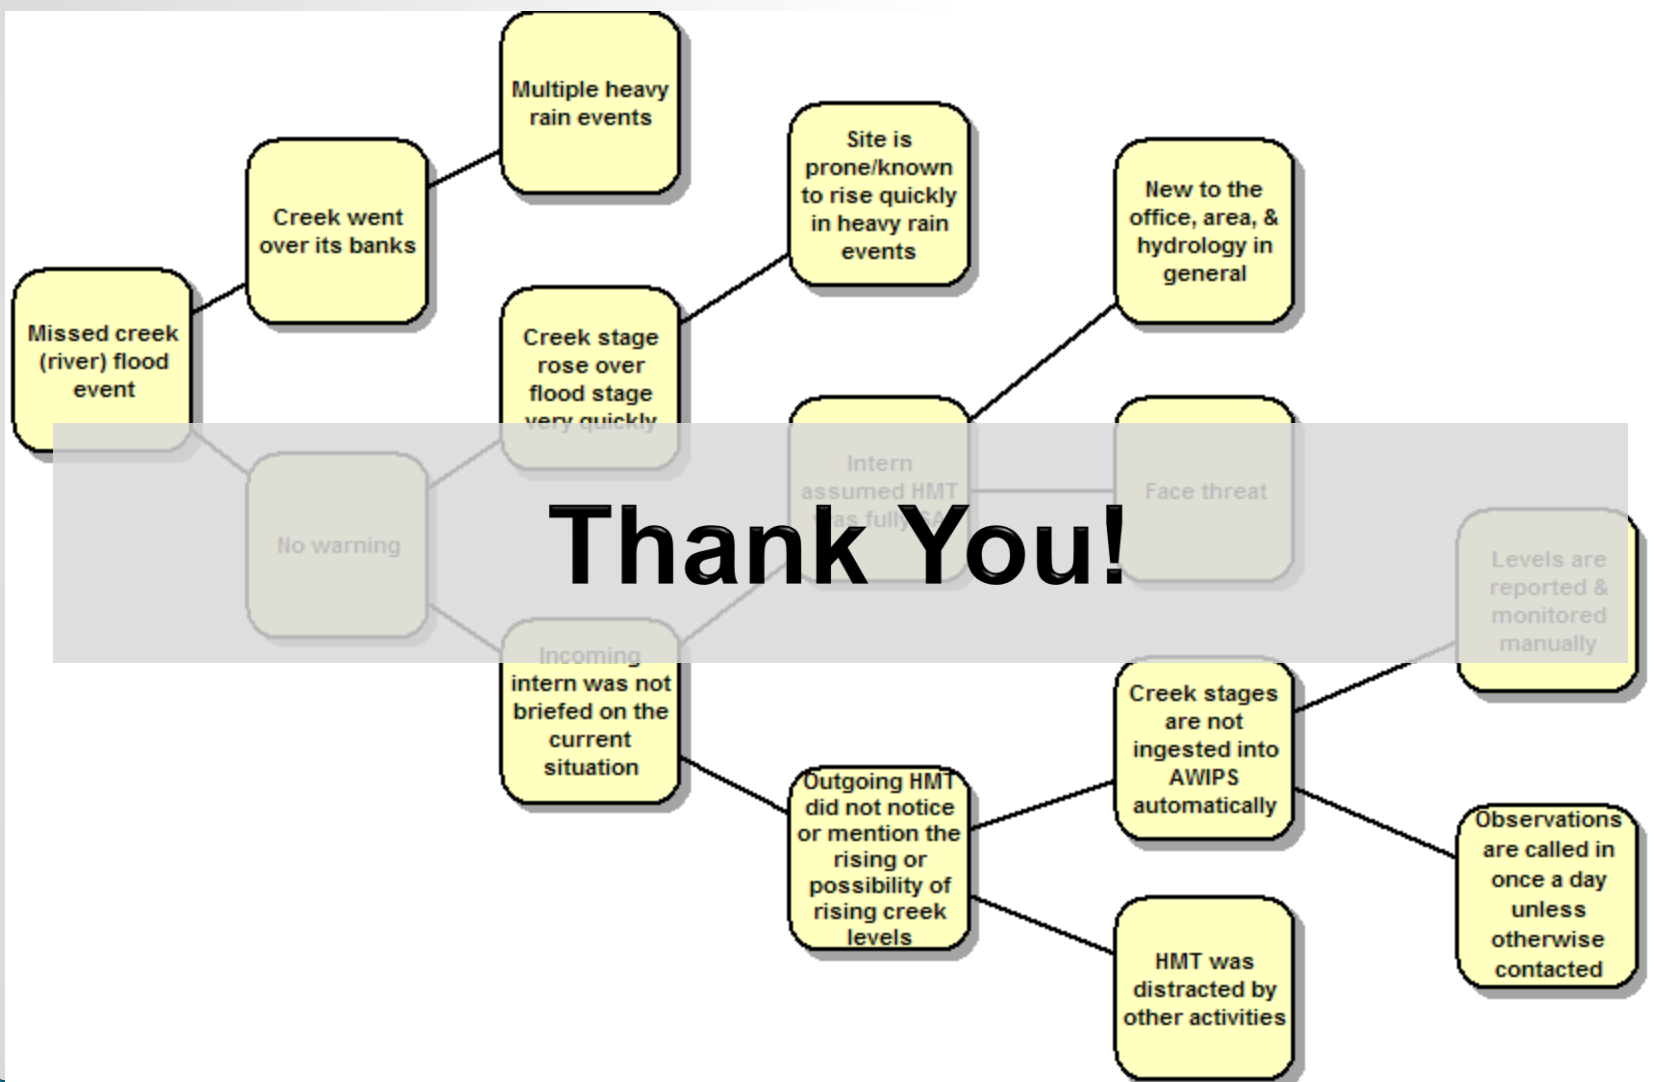 Multiple heavy
rain events
Creek went
over its banks
Missed creek
(river) flood
event
Site is
prone/known
to rise quickly
in heavy rain
events
New to the
office, area, &
hydrology in
general
Creek stage
rose over
flood stage
very quickly
No warning
Intern
assumed HMT
was fully SA
Face threat
Thank You!
Levels are
reported &
monitored
manually
Incoming
intern was not
briefed on the
current
situation
Creek stages
are not
ingested into
AWIPS
automatically
Outgoing HMT
did not notice
or mention the
rising or
possibility of
rising creek
levels
Observations
are called in
once a day
unless
otherwise
contacted
HMT was
distracted by
other activities